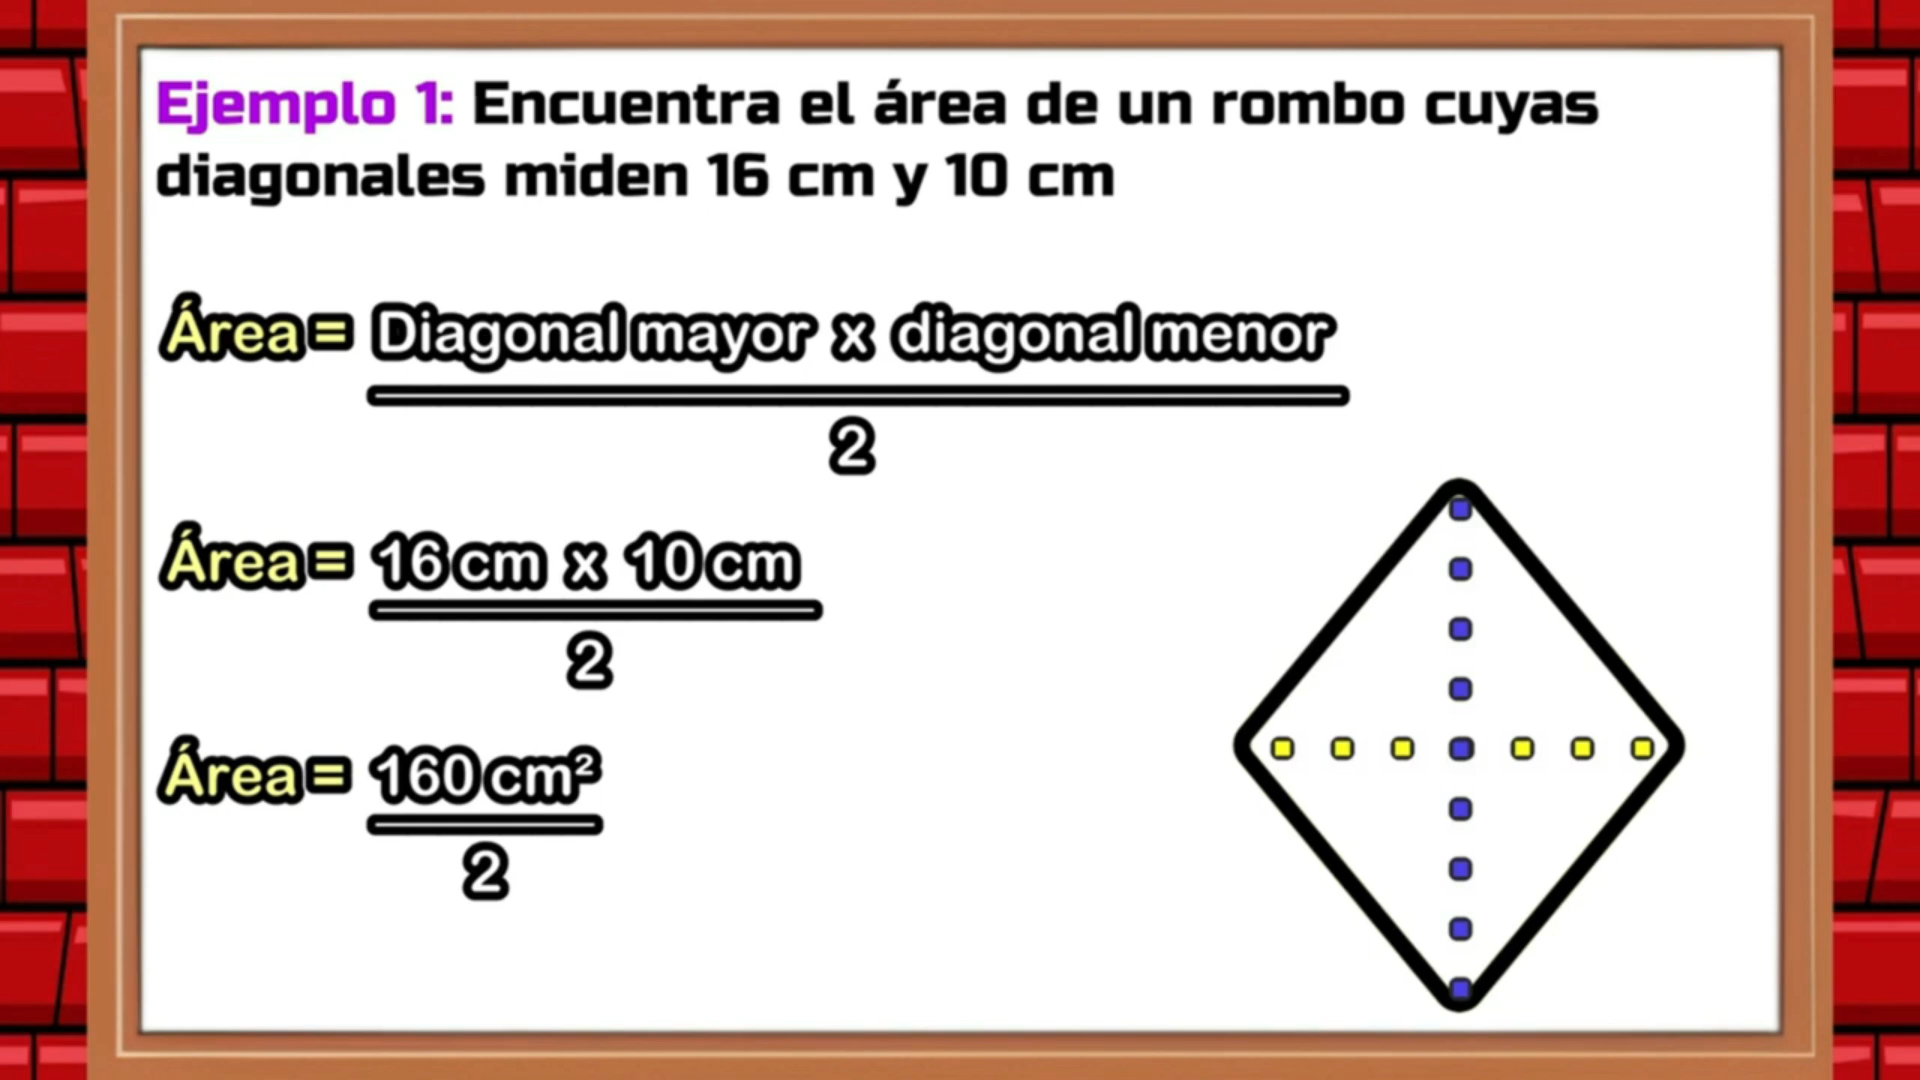 Ejemplo 1: Encuentra el área de un rombo cuyas
diagonales miden 16 cm y 10 cm
Área = Diagonal mayor x diagonal menor
2
Área = 16 cm x 10 cm
2
Área = 160 cm²
2